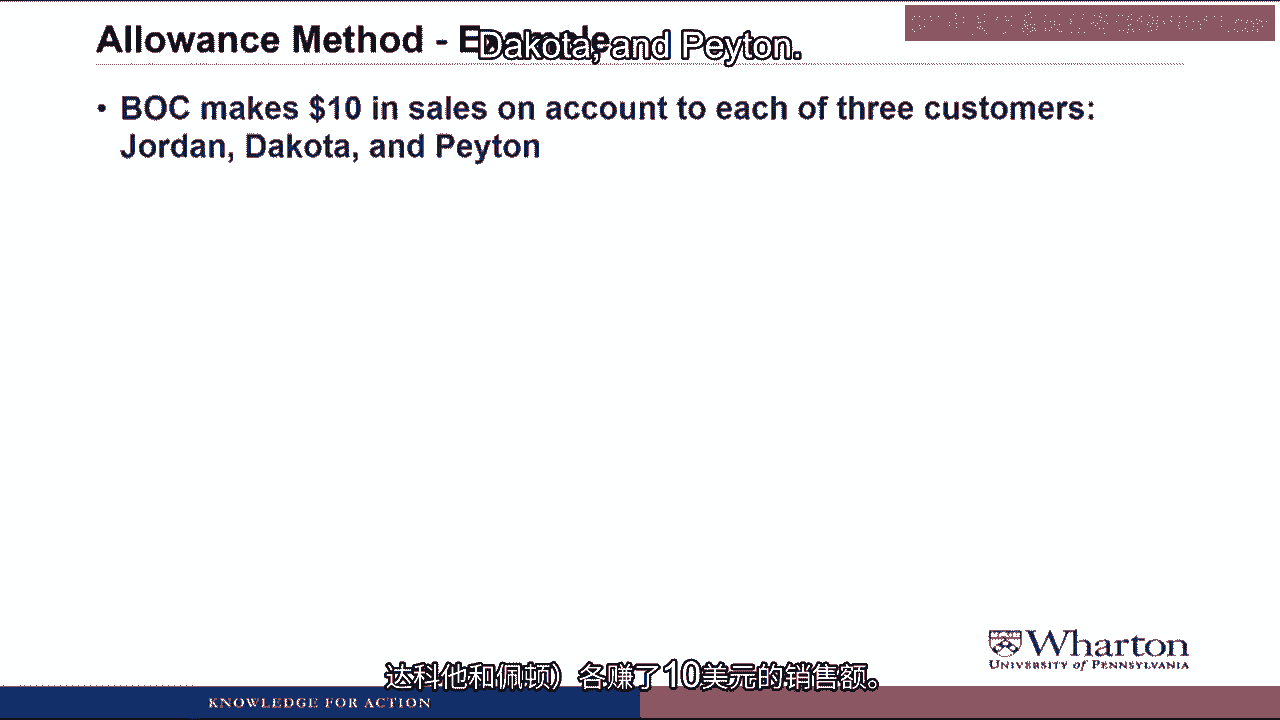 Allowance Method - Example
Dakota, and Peyton.
• BOC makes $10 in sales on account to each of three customers:
Jordan, Dakota, and Peyton
Wharton
UNIVERSITY of PENNSYLVANIA
达科他和佩顿）各赚了10美元的销售额。
KNOWLEDGE FOR ACTION